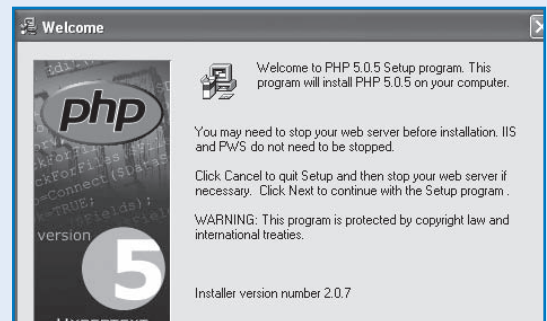 Welcome
Welcome to PHP 5.0.5 Setup program. This
program will install PHP 5.0.5 on your computer.
php
You may need to stop your web server before installation. IIS
and PWS do not need to be stopped.
Click Cancel to quit Setup and then stop your web server if
necessary. Click Next to continue with the Setup program .
WARNING: This program is protected by copyright law and
international treaties.
version
5
Installer version number 2.0.7